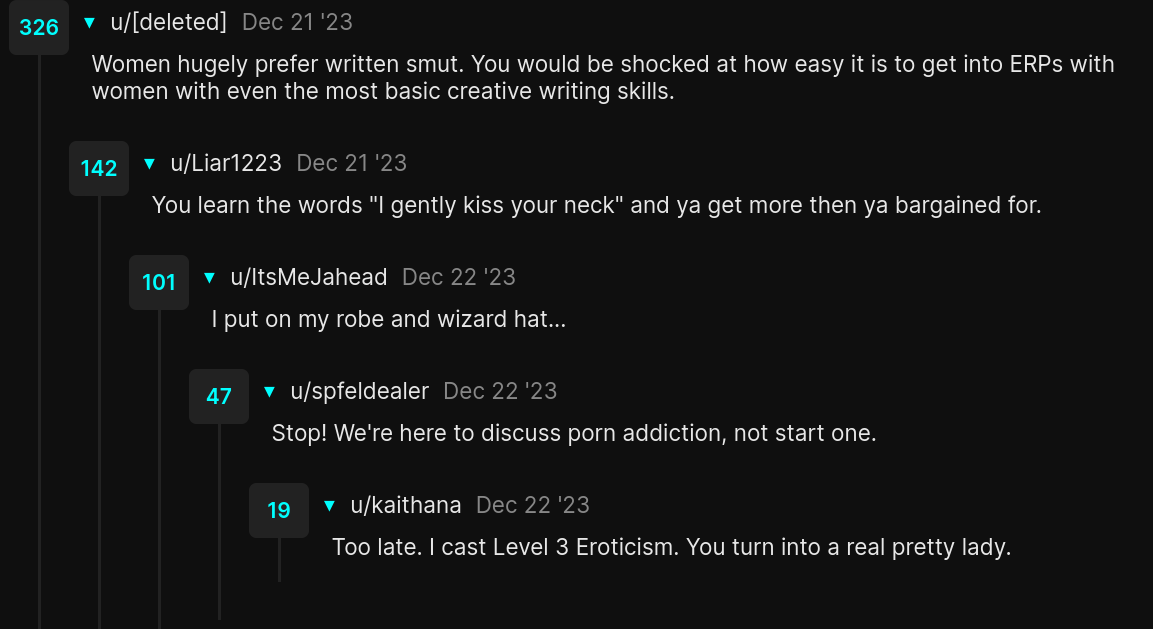 326 ▼ u/[deleted] Dec 21 '23
Women hugely prefer written smut. You would be shocked at how easy it is to get into ERPs with
women with even the most basic creative writing skills.
142 ▼ u/Liar1223 Dec 21 '23
You learn the words "I gently kiss your neck" and ya get more then ya bargained for.
101 ▼ u/ItsMeJahead Dec 22 '23
I put on my robe and wizard hat...
47 ▼ u/spfeldealer Dec 22 '23
Stop! We're here to discuss porn addiction, not start one.
19 ▼ u/kaithana Dec 22 '23
Too late. I cast Level 3 Eroticism. You turn into a real pretty lady.